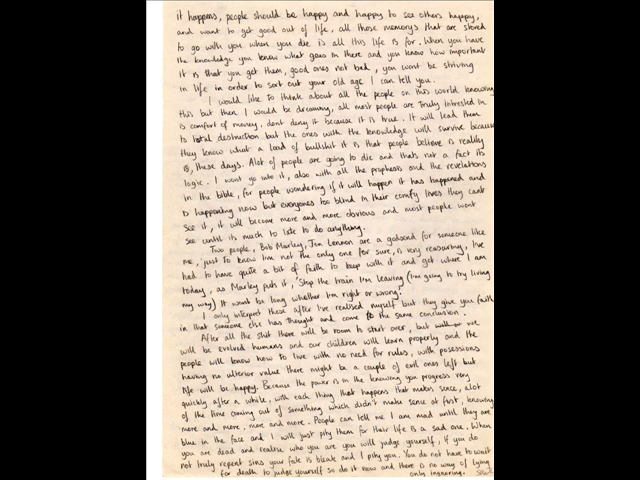 it happens, people should be happy and happy to see others happy,
and want to get good out of life, all those memorys that are stored
to go with you when you die is all this life is for. When you have
the knowledge you know what goes in there and you know how important
it is that you get them, good ones not bad, you wont be striving
in life in order to sort out your old age I can tell you.
I would like to think about all the people on this world knowing
this but then I would be dreaming, all most people are truly intrested in
is comfort of money, dont deny it because it is true. It will lead them
to total destruction but the ones with the knowledge will survive because
they know what a load of bullshit it is that people believe is reality
is, these days. Alot of people are going to die and thats not a fact its
logic. I wont go into it, also with all the prophesis and the revelations
in the bible, for people wondering if it will happen it has happened and
is happening now but everyones too blind in their comfy lives they cant
see it, it will become more and more obvious and most people wont
see until its much to late to do anything.
Two people, Bob Marley, Jon Lennon are a godsend for someone like
me, just to know I'm not the only one for sure, is very reasuring, I've
had to have quite a bit of faith to keep with it and get where I am
today, as Marley puts it, 'Stop the train I'm leaving (I'm going to try living
my way) It wont be long whether I'm right or wrong.'
I only interpret these after I've realised myself but they give you faith
in that someone else has thought and come to the same conclusion.
After all the shit there will be room to start over, but we
will be evolved humans and our children will learn properly and the
people will know how to live with no need for rules, with posessions
having no ulterior value there might be a couple of evil ones left but
life will be happy. Because the power is in the knowing you progress very
quickly after a while, with each thing that happens that makes sense, alot
of the time coming out of something which didn't make sense at first, knowing
more and more, more and more. People can tell me I am mad until they are
blue in the face and I will just pity them for their life is a sad one. When
you are dead and realise who you are you will judge yourself, if you do
not truly repent sins your fate is bleak and I pity you. You do not have to wait
for death to judge yourself so do it now and there is no way of lying
only ingnoring.